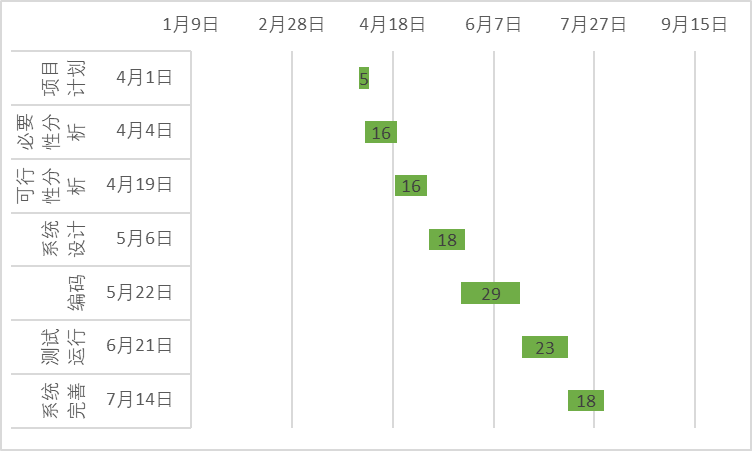 1月9日 2月28日 4月18日 6月7日 7月27日 9月15日
项目
计划
4月1日
5
必要
性分
析
4月4日
16
可行
性分
析
4月19日
16
系统
设计
5月6日
18
编码
5月22日
29
测试
运行
6月21日
23
系统
完善
7月14日
18